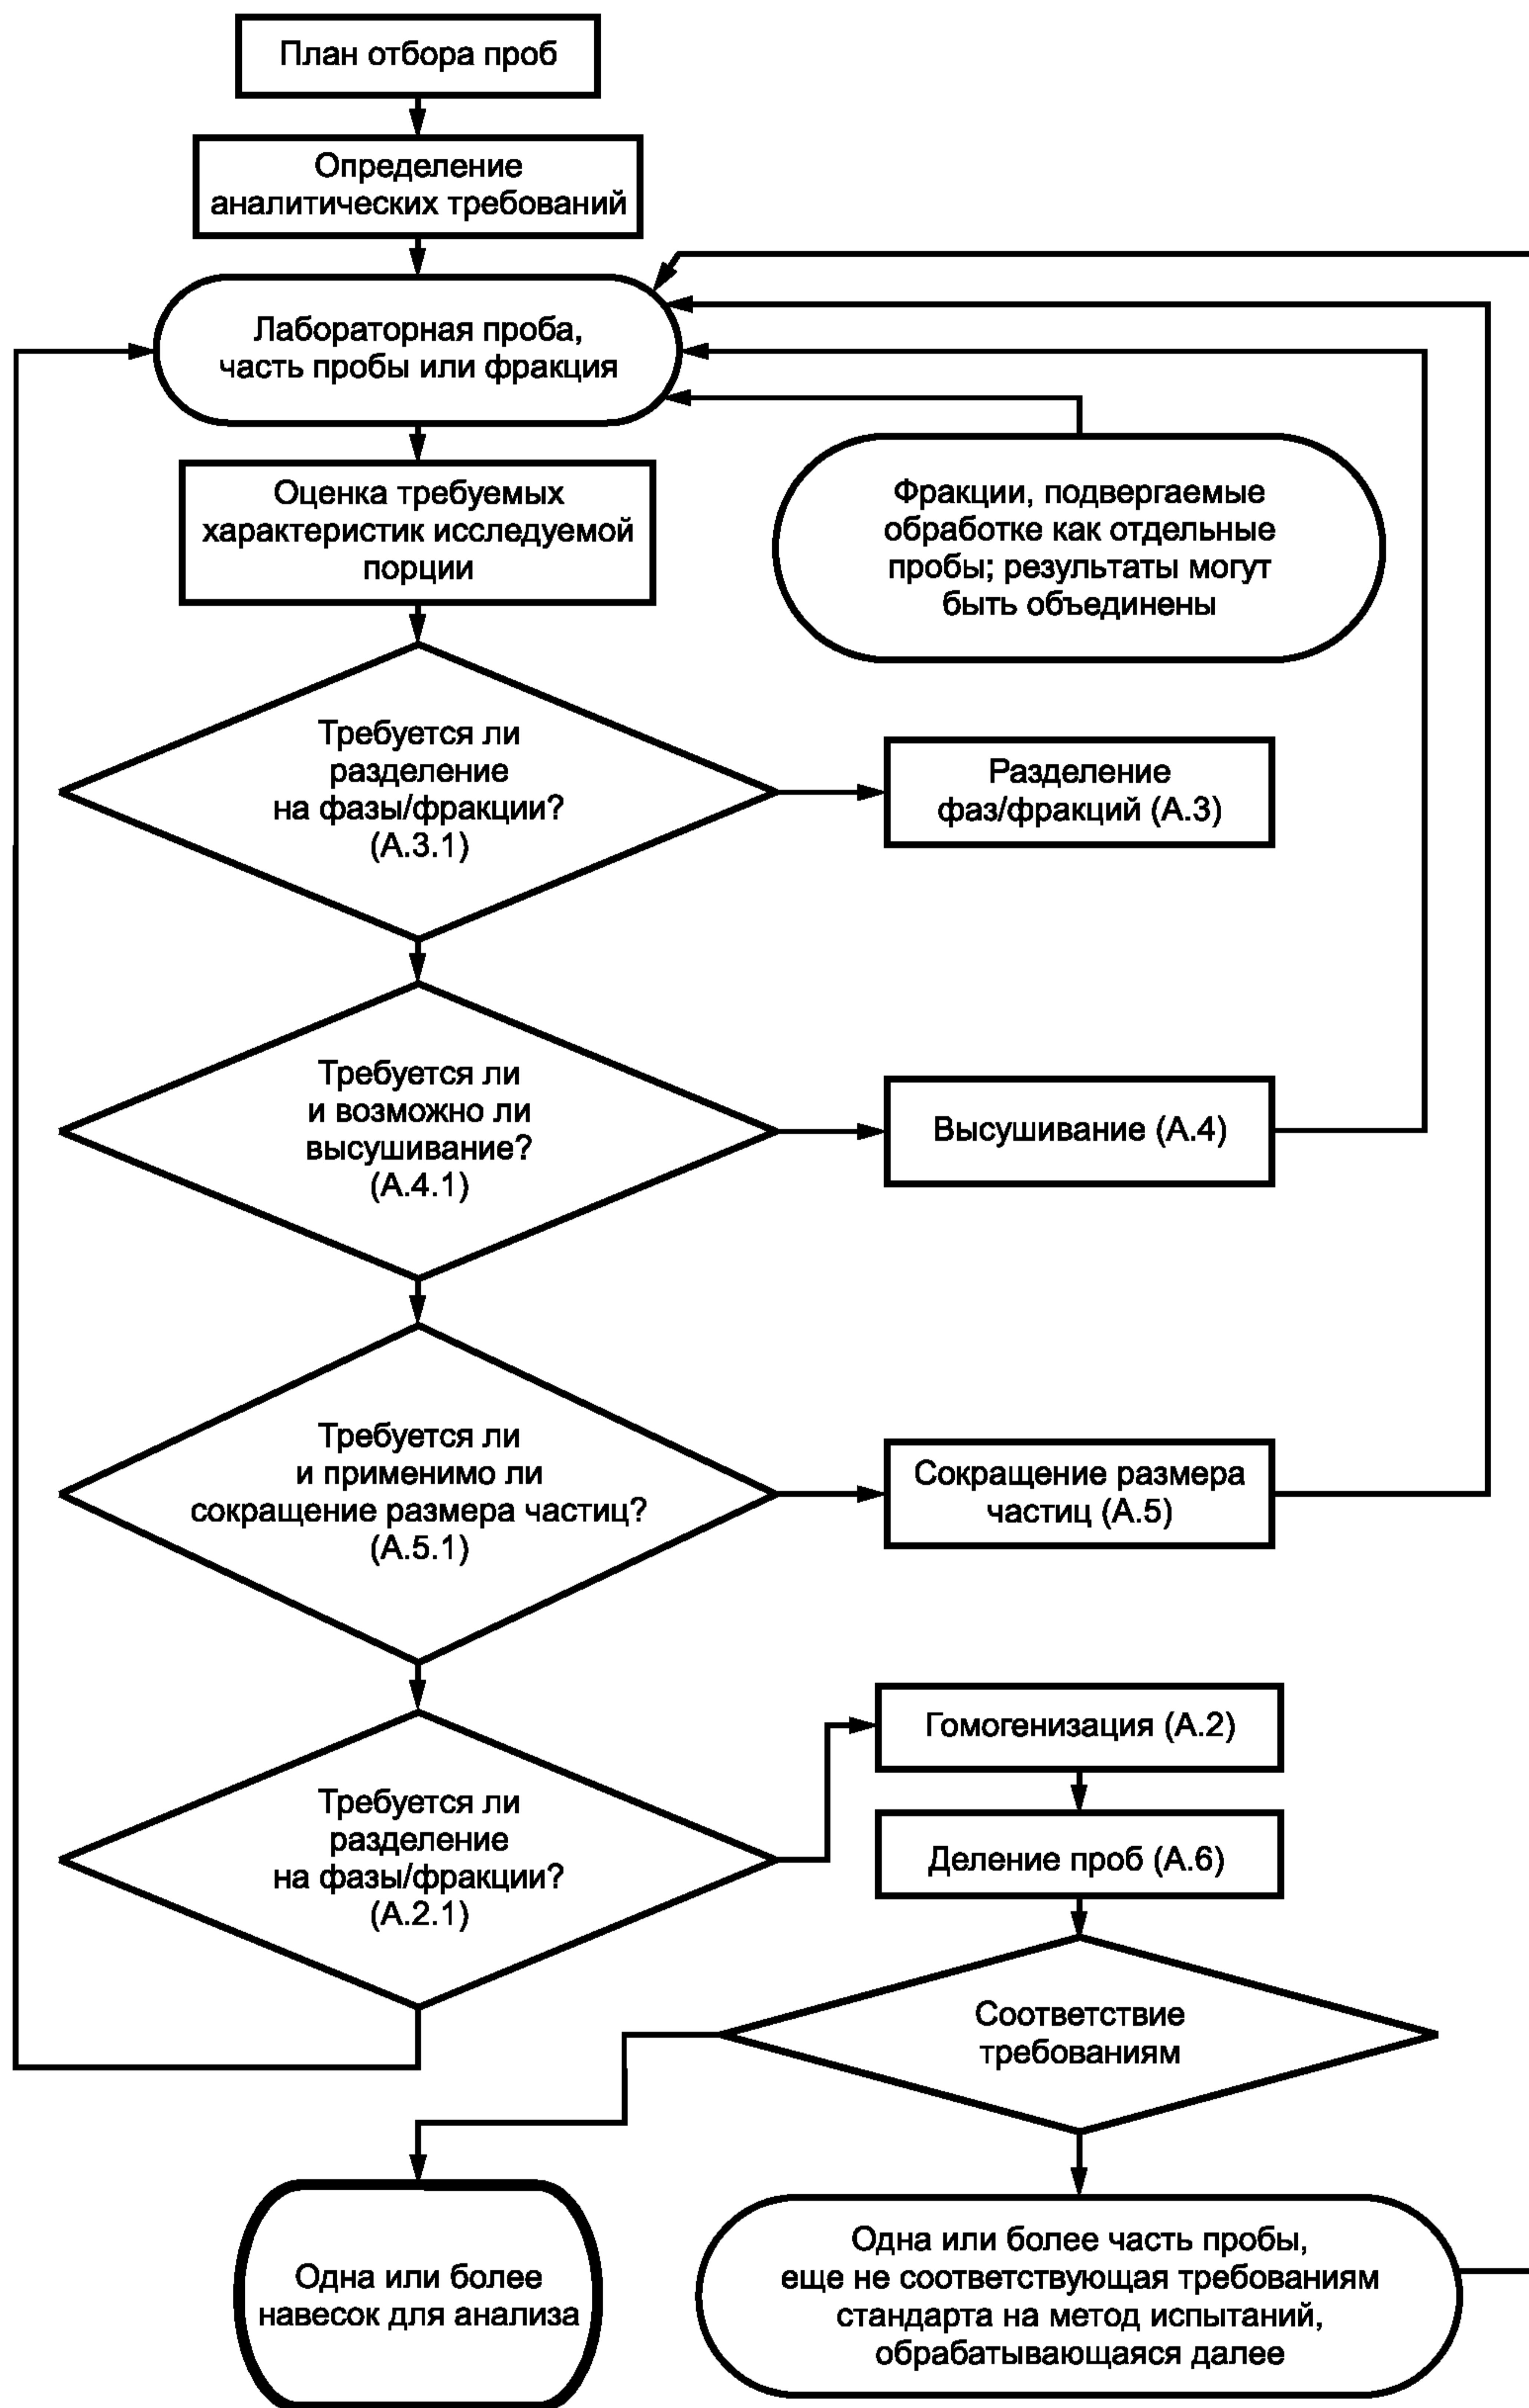 План отбора проб
Определение
аналитических требований
Лабораторная проба,
часть пробы или фракция
Оценка требуемых
характеристик исследуемой
порции
Фракции, подвергаемые
обработке как отдельные
пробы; результаты могут
быть объединены
Требуется ли
разделение
на фазы/фракции?
(А.3.1)
Разделение
фаз/фракций (А.3)
Требуется ли
и возможно ли
высушивание?
(А.4.1)
Высушивание (А.4)
Требуется ли
и применимо ли
сокращение размера частиц?
(А.5.1)
Сокращение размера
частиц (А.5)
Требуется ли
разделение
на фазы/фракции?
(А.2.1)
Гомогенизация (А.2)
Деление проб (А.6)
Соответствие
требованиям
Одна или более
навесок для анализа
Одна или более часть пробы,
еще не соответствующая требованиям
стандарта на метод испытаний,
обрабатывающаяся далее